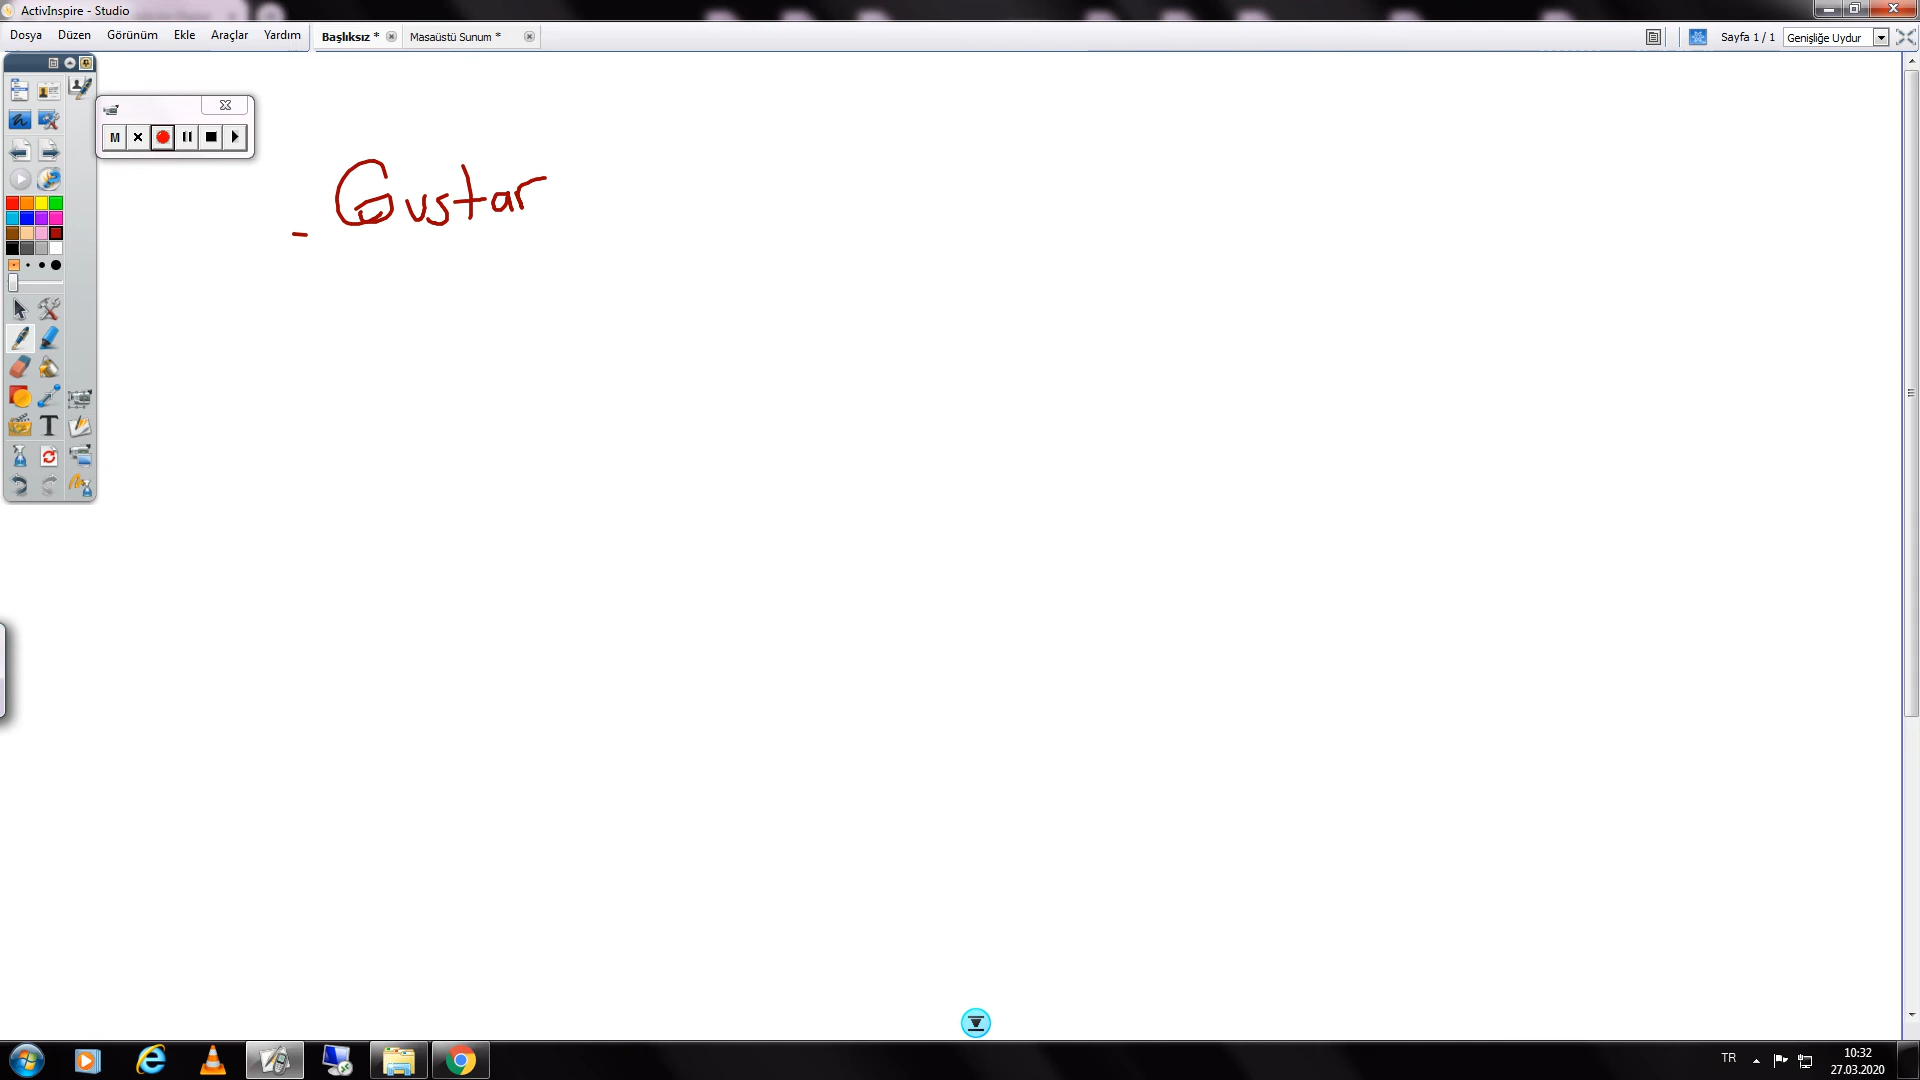 ActivInspire - Studio
Dosya Düzen Görünüm Ekle Araçlar Yardım Başlıksız * Masaüstü Sunum * Sayfa 1 / 1 Genişliğe Uydur
M
Gustar
-
T
TR 10:32
27.03.2020